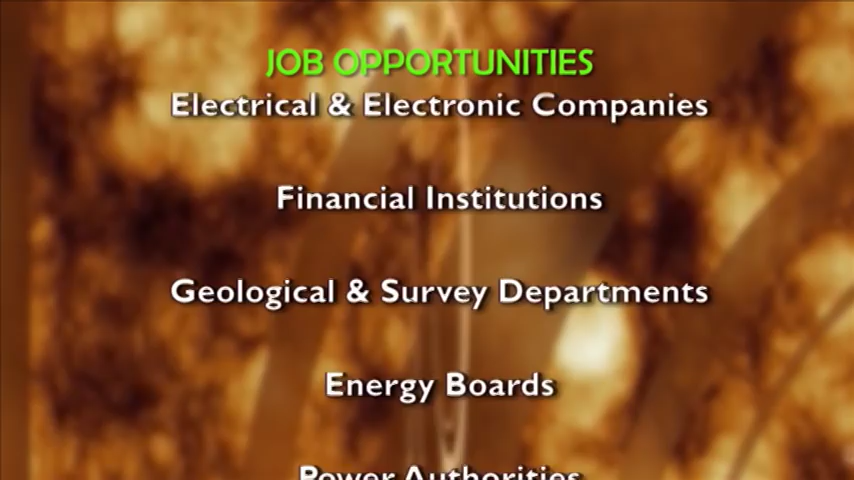 JOB OPPORTUNITIES
Electrical & Electronic Companies
Financial Institutions
Geological & Survey Departments
Energy Boards
Power Authorities